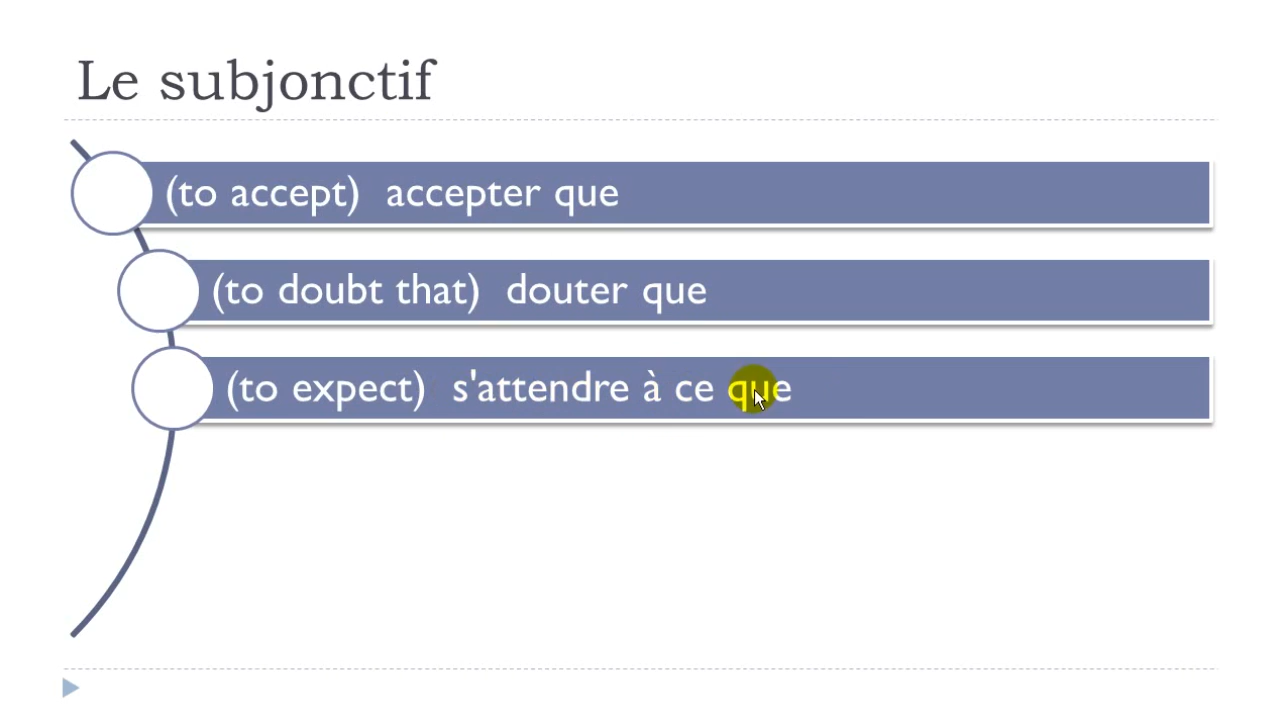 Le subjonctif
(to accept) accepter que
(to doubt that) douter que
(to expect) s'attendre à ce que